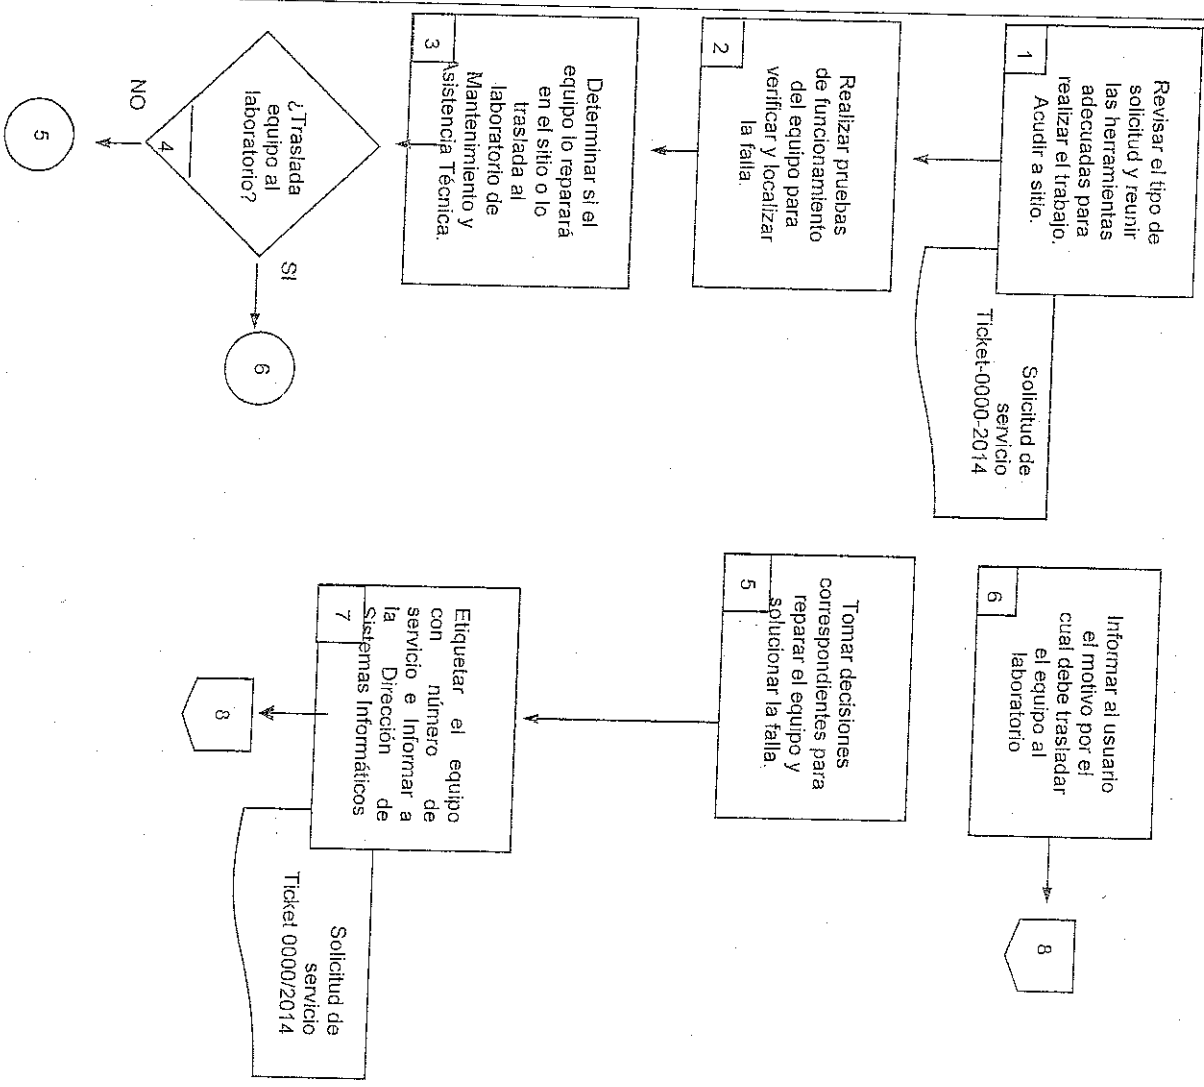 Revisar el tipo de
solicitud y reunir
las herramientas
adecuadas para
realizar el trabajo.
Acudir a sitio.
1
Solicitud de
servicio
Ticket-0000-2014
Realizar pruebas
de funcionamiento
del equipo para
verificar y localizar
la falla.
2
Determinar si el
equipo lo reparará
en el sitio o lo
traslada al
laboratorio de
Mantenimiento y
Asistencia Técnica.
3
¿Traslada
equipo al
laboratorio?
4
NO
SI
5
6
Informar al usuario
el motivo por el
cual debe trasladar
el equipo al
laboratorio
6
8
Tomar decisiones
correspondientes para
reparar el equipo y
solucionar la falla.
5
Etiquetar el equipo
con número de
servicio e Informar a
la Dirección de
Sistemas Informáticos
7
8
Solicitud de
servicio
Ticket 0000/2014